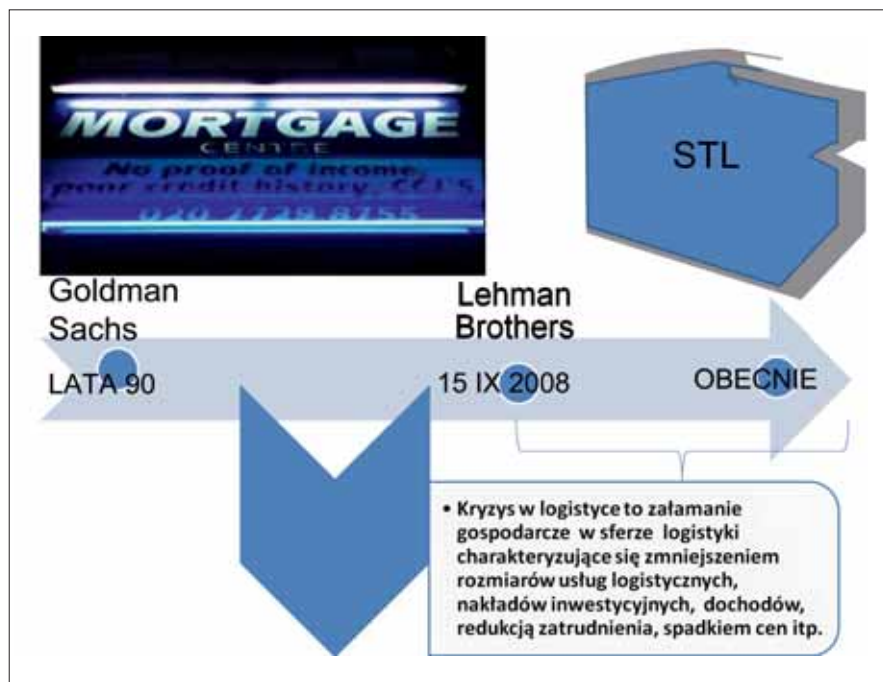 MORTGAGE
CENTRE
No proof of income,
poor credit history, CCJ'S
020 7729 8755
STL
Goldman
Sachs
Lehman
Brothers
LATA 90
15 IX 2008
OBECNIE
• Kryzys w logistyce to załamanie
gospodarcze w sferze logistyki
charakteryzujące się zmniejszeniem
rozmiarów usług logistycznych,
nakładów inwestycyjnych, dochodów,
redukcją zatrudnienia, spadkiem cen itp.